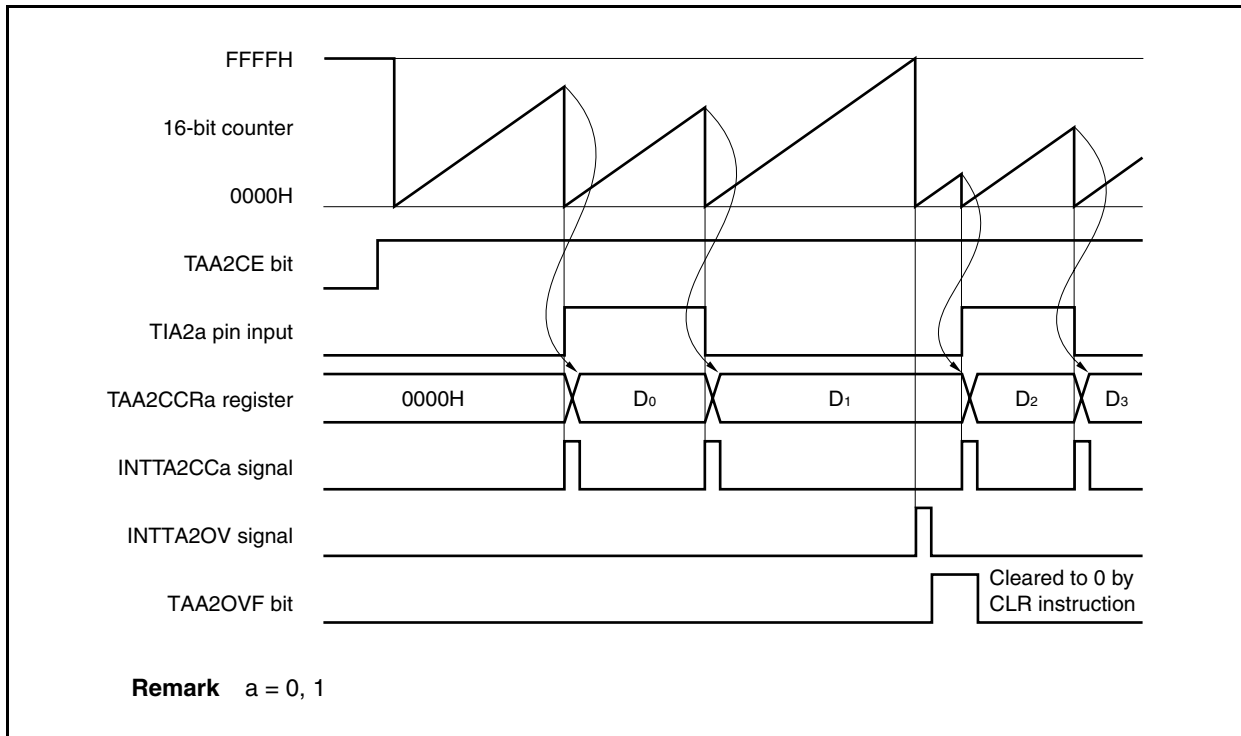 FFFFH
16-bit counter
0000H
TAA2CE bit
TIA2a pin input
TAA2CCRa register 0000H D0 D1 D2 D3
INTTA2CCa signal
INTTA2OV signal
TAA2OVF bit
Cleared to 0 by
CLR instruction
Remark a = 0, 1